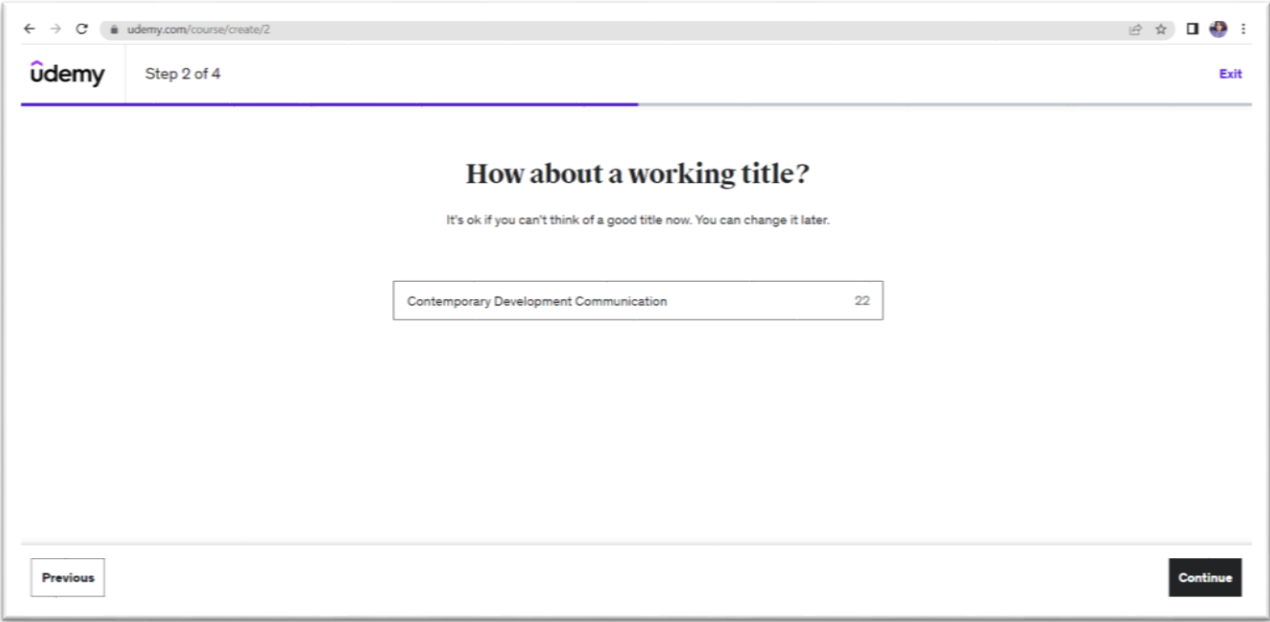 udemy.com/course/create/2
udemy Step 2 of 4 Exit
How about a working title?
It's ok if you can't think of a good title now. You can change it later.
Contemporary Development Communication 22
Previous Continue